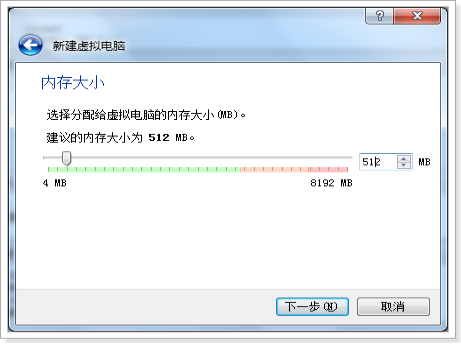 新建虚拟电脑
内存大小
选择分配给虚拟电脑的内存大小(MB)。
建议的内存大小为 512 MB。
512 MB
4 MB 8192 MB
下一步(N) 取消